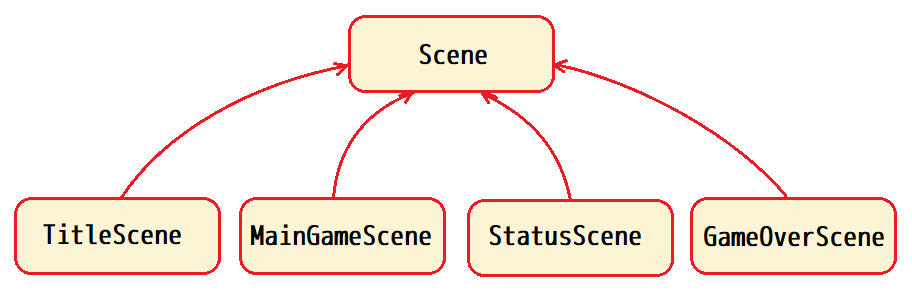 Scene
TitleScene
MainGameScene
StatusScene
GameOverScene